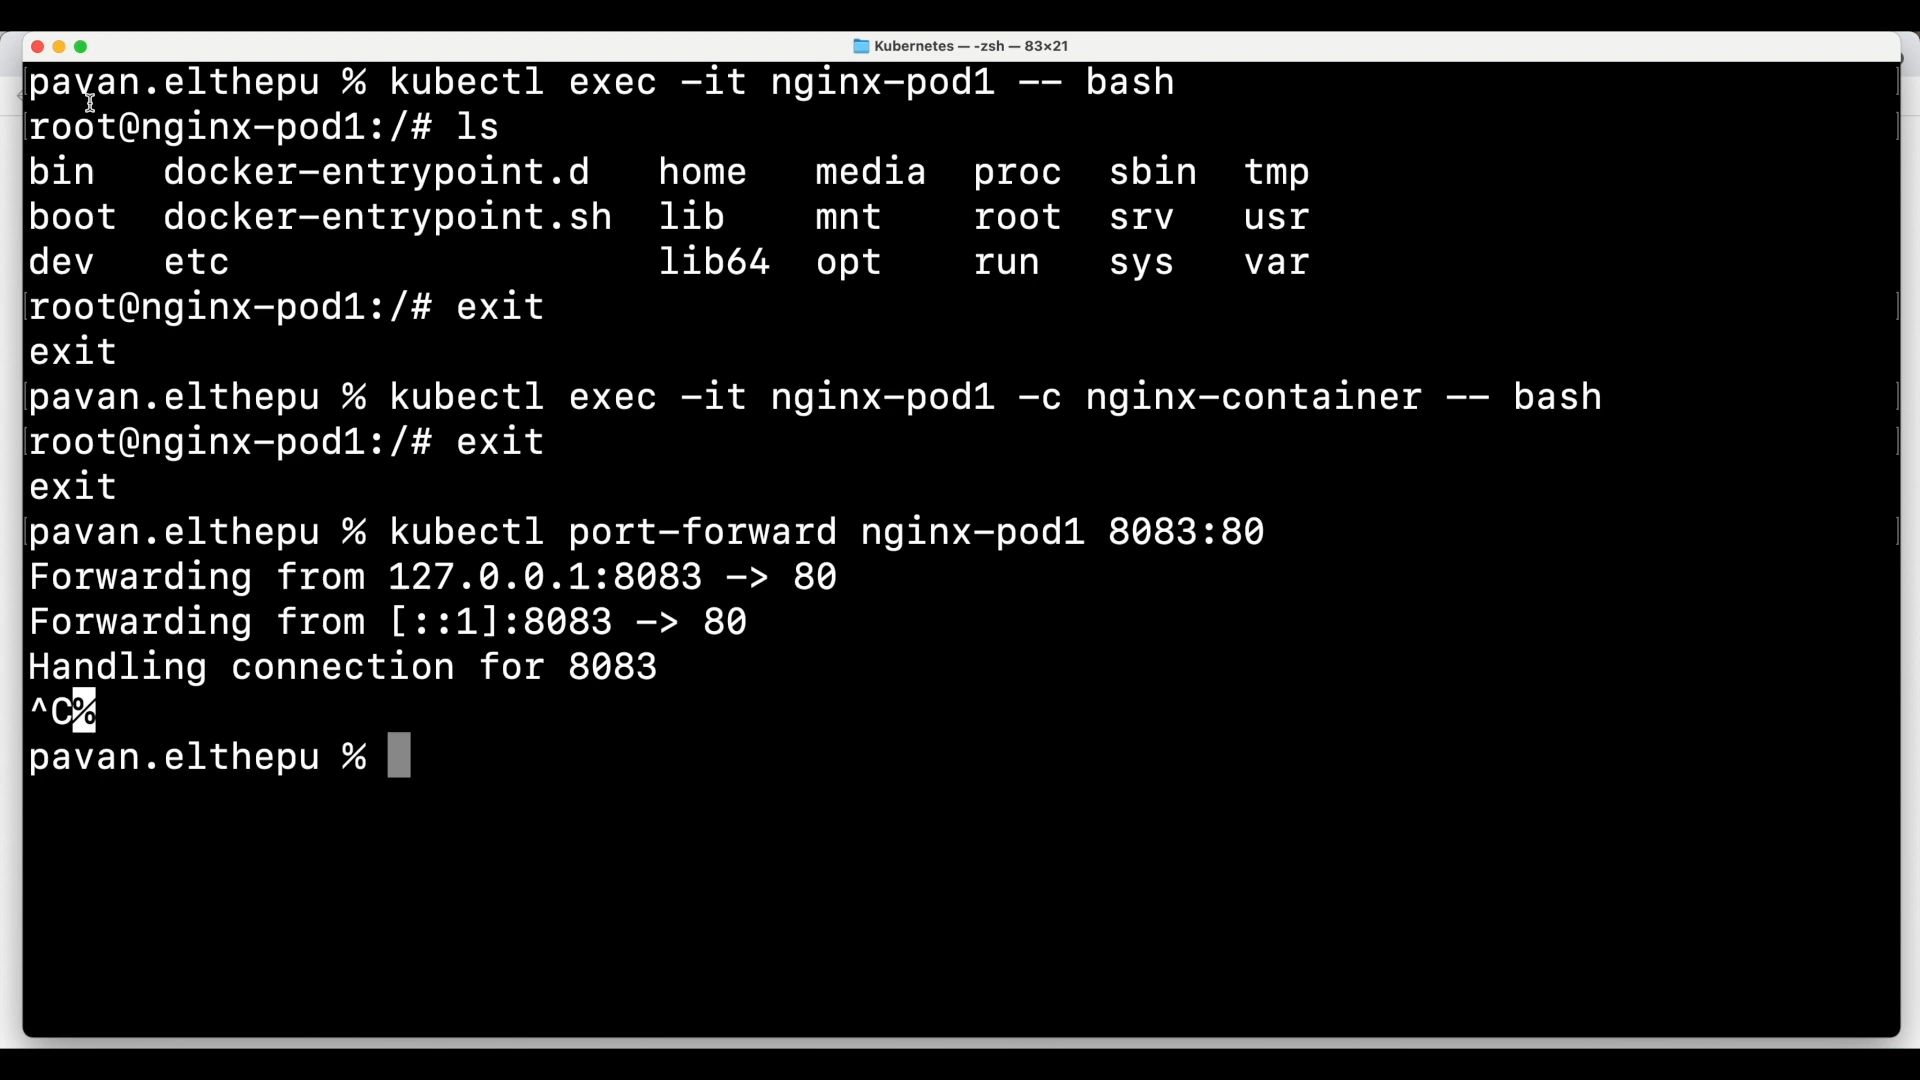 Kubernetes — -zsh — 83×21
pavan.elthepu % kubectl exec -it nginx-pod1 -- bash
root@nginx-pod1:/# ls
bin   docker-entrypoint.d   home   media  proc  sbin  tmp
boot  docker-entrypoint.sh  lib    mnt    root  srv   usr
dev   etc                   lib64  opt    run   sys   var
root@nginx-pod1:/# exit
exit
pavan.elthepu % kubectl exec -it nginx-pod1 -c nginx-container -- bash
root@nginx-pod1:/# exit
exit
pavan.elthepu % kubectl port-forward nginx-pod1 8083:80
Forwarding from 127.0.0.1:8083 -> 80
Forwarding from [::1]:8083 -> 80
Handling connection for 8083
^C%
pavan.elthepu %